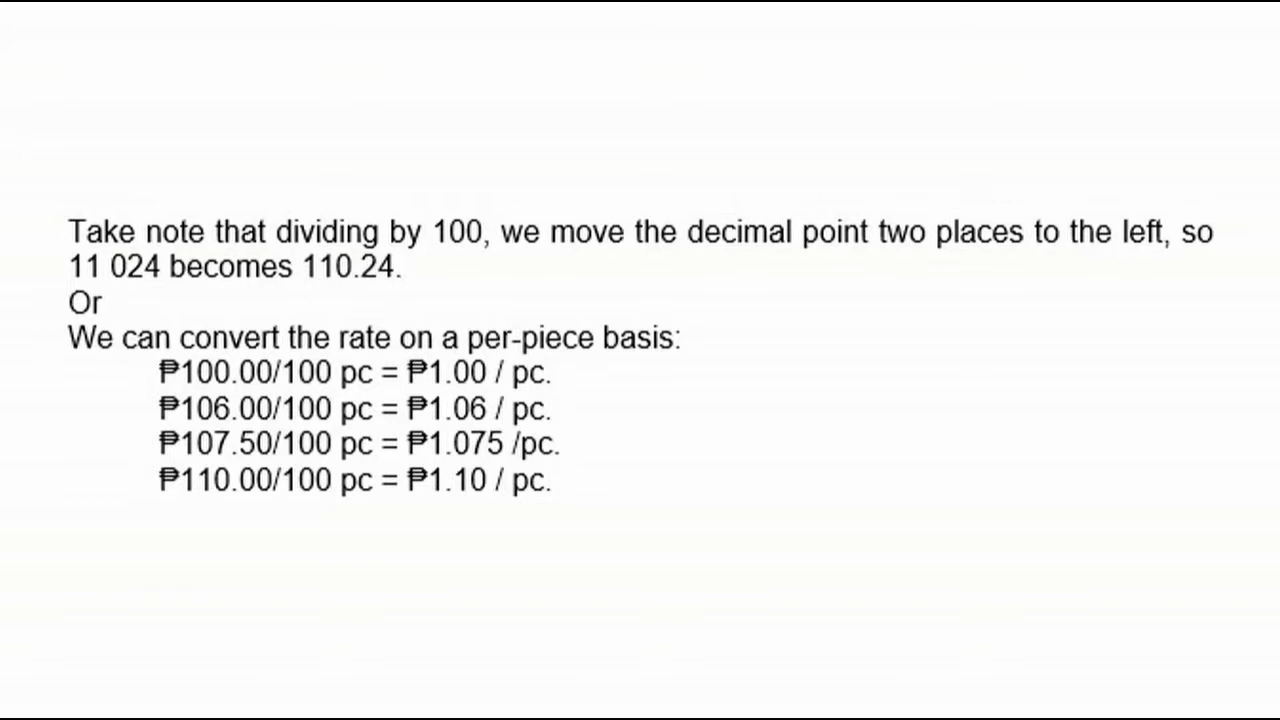 Take note that dividing by 100, we move the decimal point two places to the left, so
11 024 becomes 110.24.
Or
We can convert the rate on a per-piece basis:
₱100.00/100 pc = ₱1.00 / pc.
₱106.00/100 pc = ₱1.06 / pc.
₱107.50/100 pc = ₱1.075 /pc.
₱110.00/100 pc = ₱1.10 / pc.